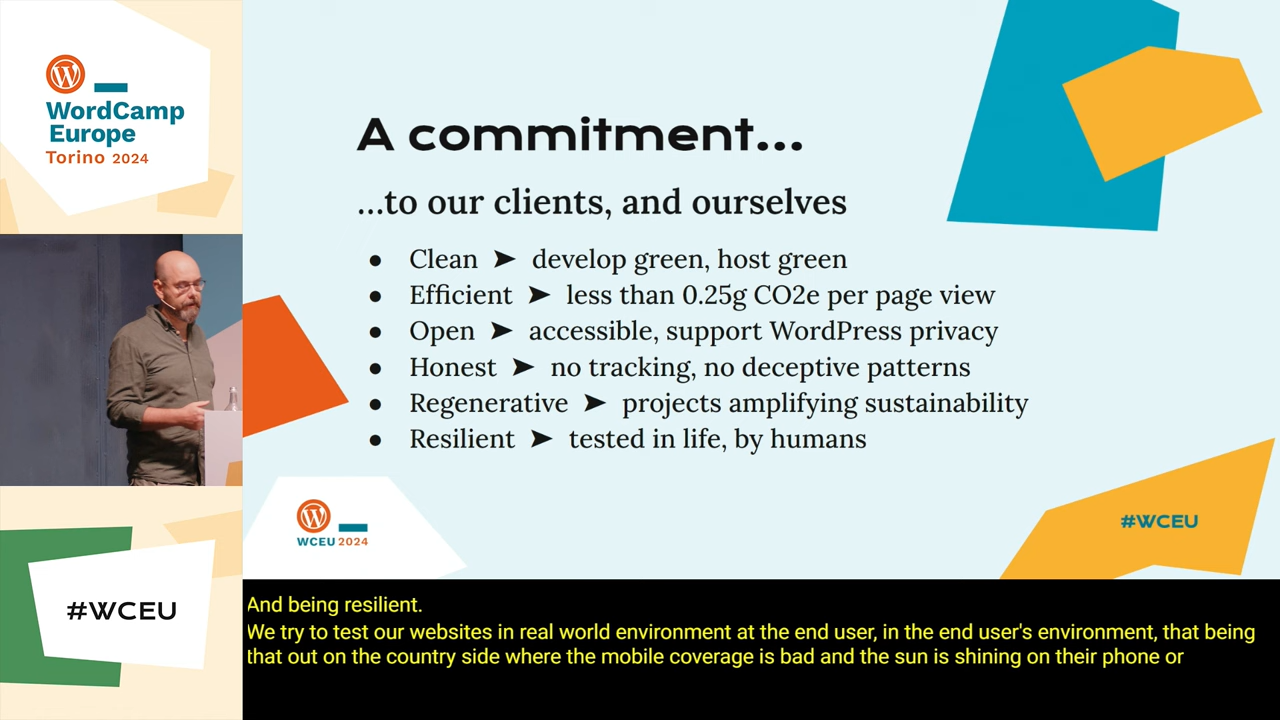 WordCamp
Europe
Torino 2024
A commitment...
...to our clients, and ourselves
● Clean ➤ develop green, host green
● Efficient ➤ less than 0.25g CO2e per page view
● Open ➤ accessible, support WordPress privacy
● Honest ➤ no tracking, no deceptive patterns
● Regenerative ➤ projects amplifying sustainability
● Resilient ➤ tested in life, by humans
WCEU 2024
#WCEU
#WCEU
And being resilient.
We try to test our websites in real world environment at the end user, in the end user's environment, that being
that out on the country side where the mobile coverage is bad and the sun is shining on their phone or